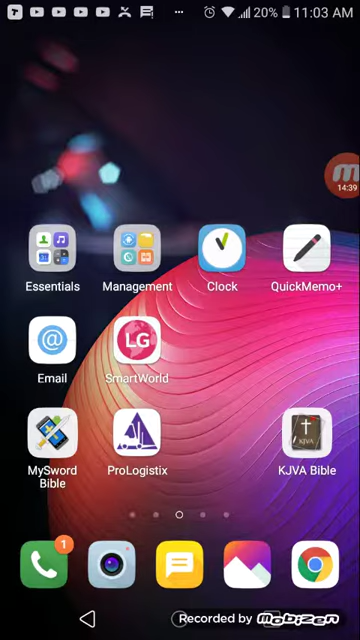 20% 11:03 AM
14:39
Essentials
Management
Clock
QuickMemo+
LG
Email
SmartWorld
KJVA
MySword
Bible
ProLogistix
KJVA Bible
1
Recorded by Mobizen